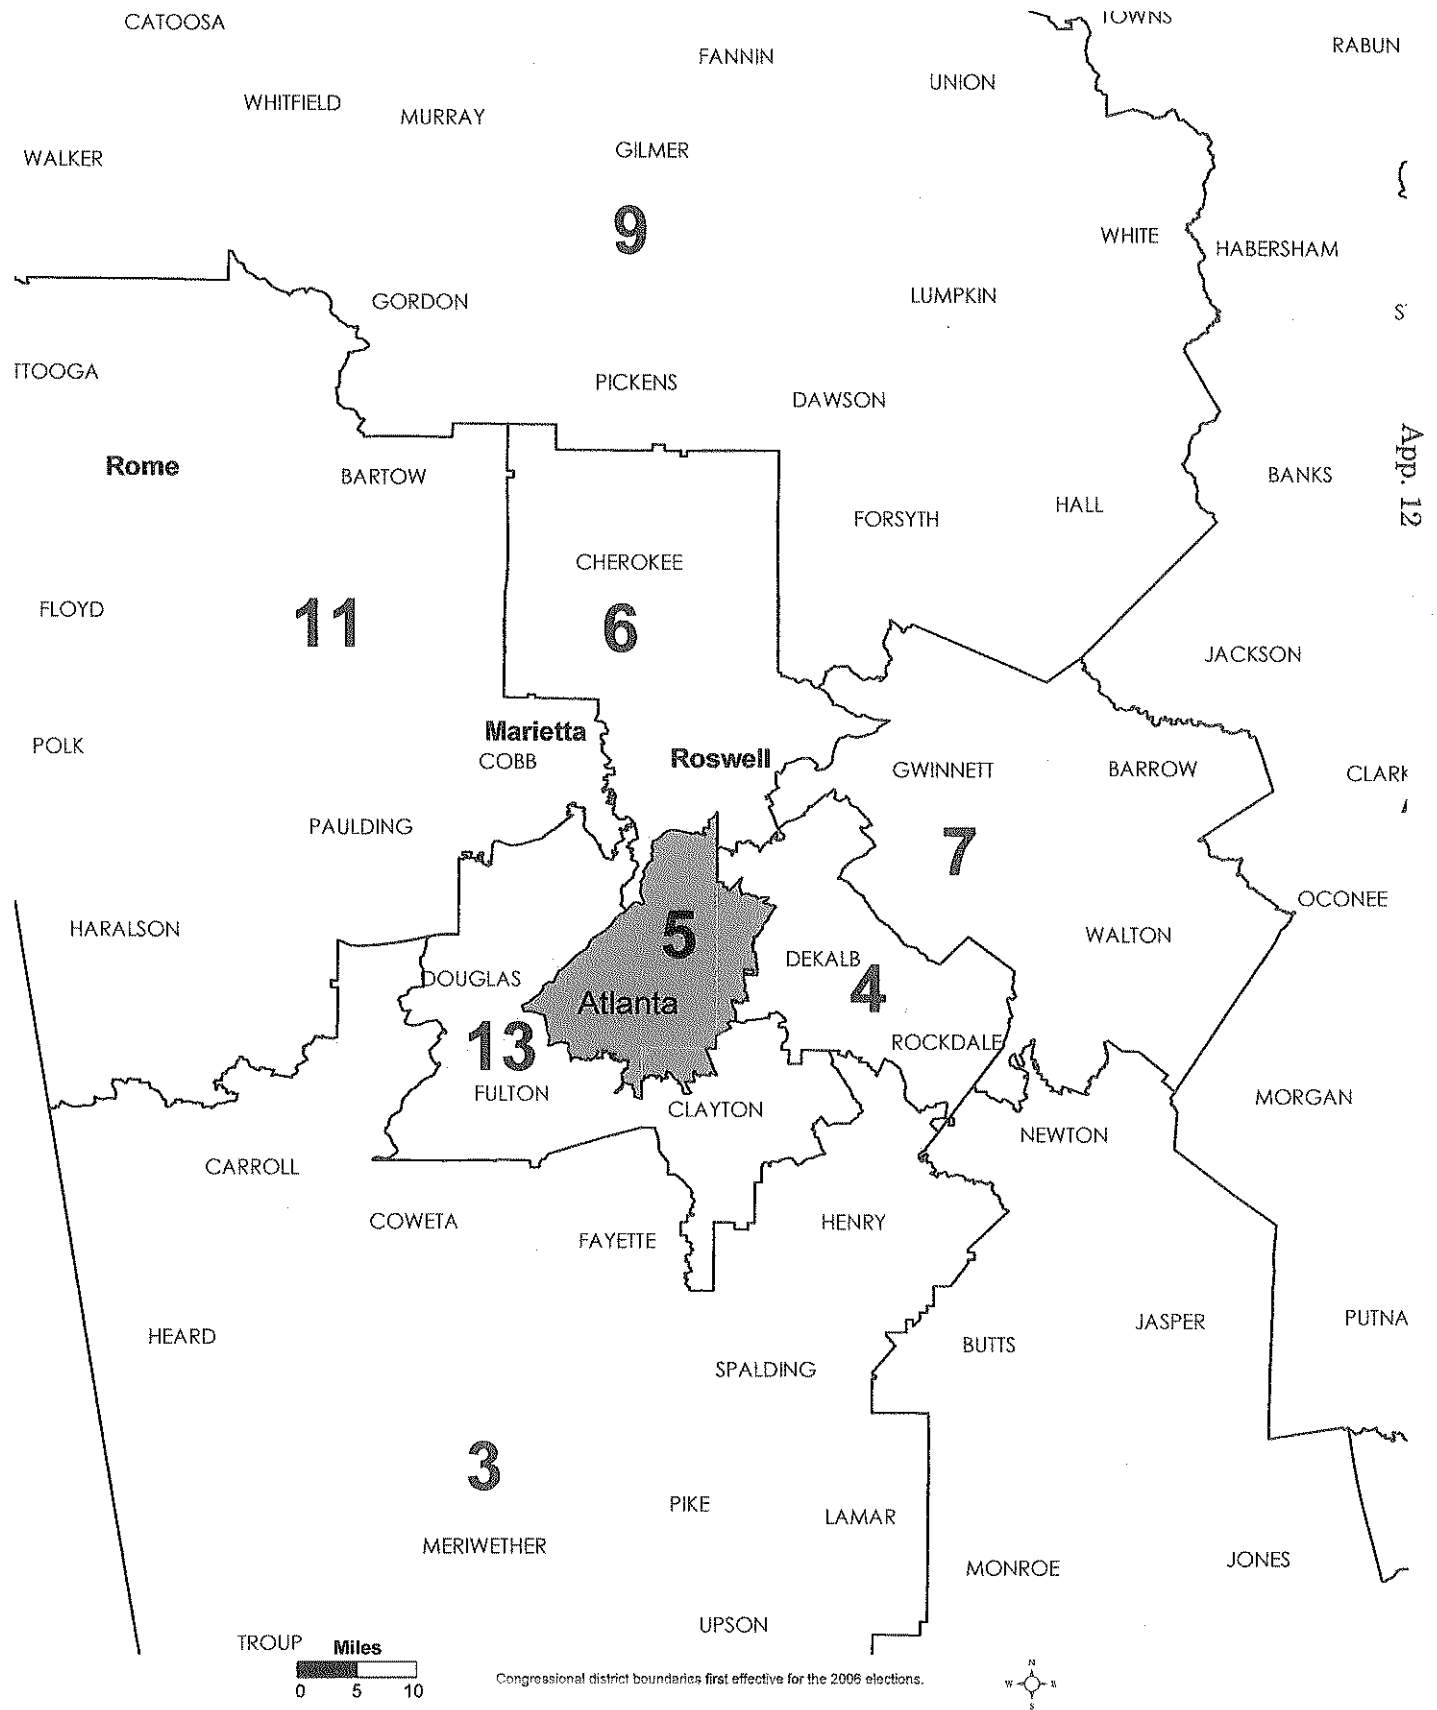 CATOOSA
TOWNS
RABUN
FANNIN
UNION
WHITFIELD
MURRAY
GILMER
WALKER
9
WHITE
HABERSHAM
GORDON
LUMPKIN
S
TTOOGA
PICKENS
DAWSON
App. 12
Rome
BARTOW
BANKS
HALL
FORSYTH
CHEROKEE
FLOYD
11
6
JACKSON
Marietta
POLK
COBB
Roswell
GWINNETT
BARROW
CLARK
PAULDING
7
OCONEE
HARALSON
5
WALTON
DEKALB
4
DOUGLAS
Atlanta
13
ROCKDALE
FULTON
CLAYTON
MORGAN
NEWTON
CARROLL
COWETA
HENRY
FAYETTE
HEARD
JASPER
PUTNA
BUTTS
SPALDING
3
PIKE
LAMAR
MERIWETHER
MONROE
JONES
UPSON
TROUP
Miles
0 5 10
Congressional district boundaries first effective for the 2006 elections.
N
W E
S